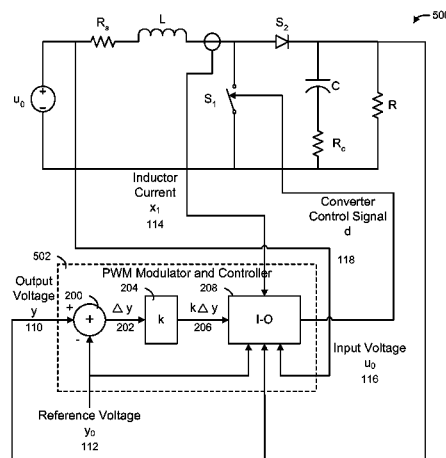 500
Rs
L
S2
u0
+
−
S1
C
R
Rc
Inductor
Current
x1
114
Converter
Control Signal
d
118
502
PWM Modulator and Controller
Output
Voltage
y
110
200
+
+
-
Δy
202
204
k
kΔy
206
208
I-O
Input Voltage
u0
116
Reference Voltage
y0
112